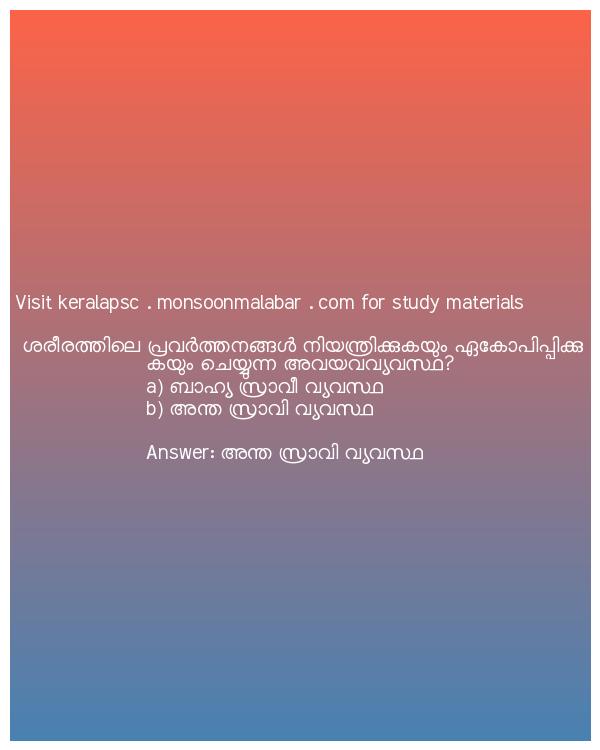 Visit keralapsc . monsoonmalabar . com for study materials
ശരീരത്തിലെ പ്രവർത്തനങ്ങൾ നിയന്ത്രിക്കുകയും ഏകോപിപ്പിക്കു
കയും ചെയ്യുന്ന അവയവവ്യവസ്ഥ?
a) ബാഹ്യ സ്രാവീ വ്യവസ്ഥ
b) അന്ത സ്രാവി വ്യവസ്ഥ
Answer: അന്ത സ്രാവി വ്യവസ്ഥ